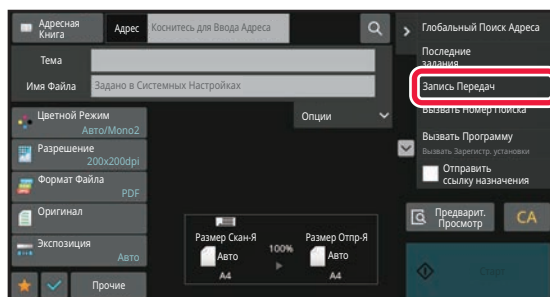 Адресная
Книга
Адрес
Коснитесь для Ввода Адреса
Тема
Имя Файла
Задано в Системных Настройках
Цветной Режим
Авто/Mono2
Разрешение
200x200dpi
Формат Файла
PDF
Оригинал
Экспозиция
Авто
Прочие
Опции
Размер Скан-Я
Авто
A4
100%
Размер Отпр-Я
Авто
A4
Глобальный Поиск Адреса
Последние
задания
Запись Передач
Вызвать Номер Поиска
Вызвать Программу
Вызвать Зарегистр. установки
Отправить
ссылку назначения
Предварит.
Просмотр
CA
Старт